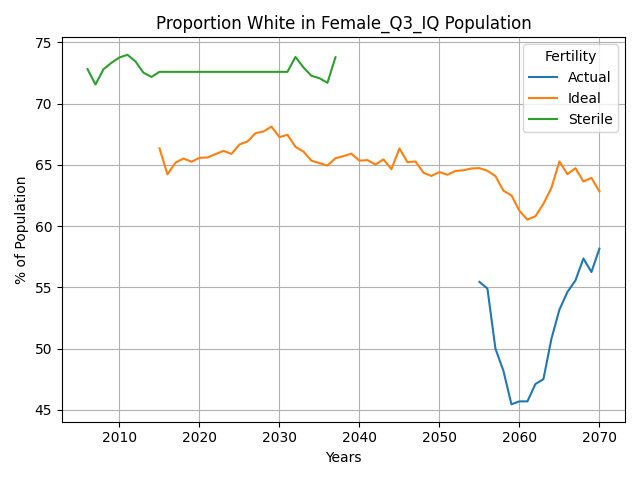 Proportion White in Female_Q3_IQ Population
75
70
65
60
55
50
45
% of Population
Fertility
Actual
Ideal
Sterile
2010 2020 2030 2040 2050 2060 2070
Years